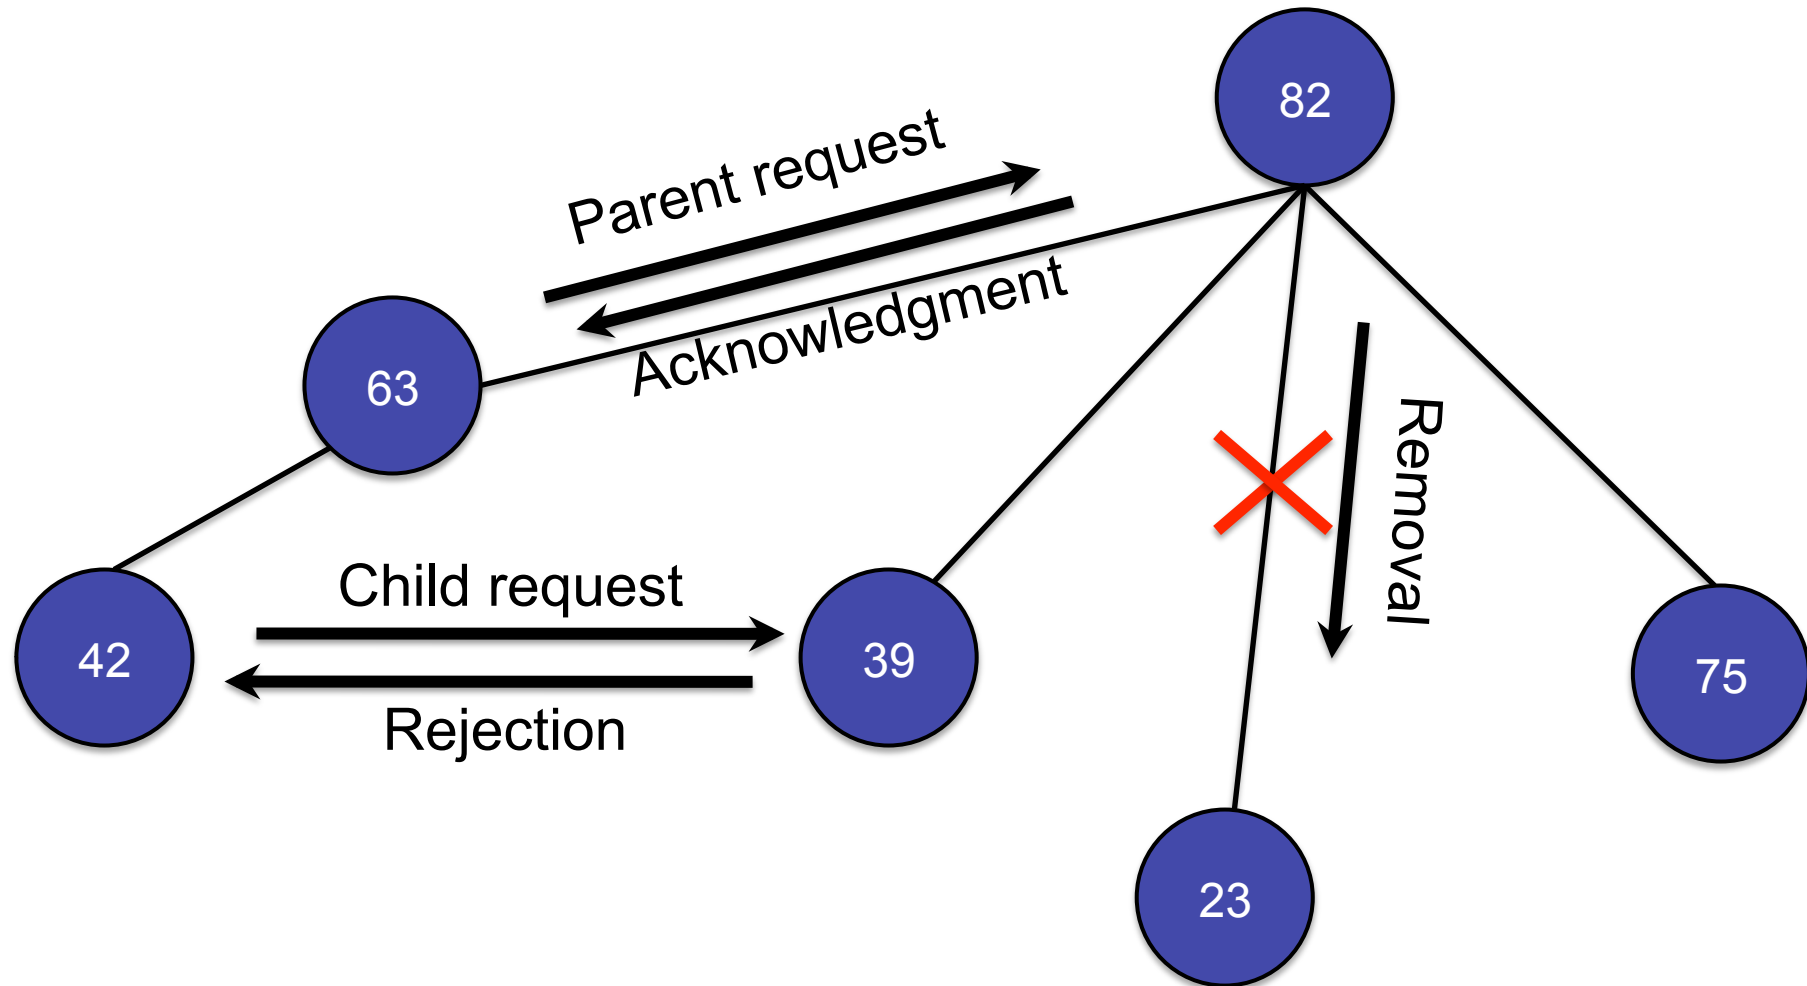 82
Parent request
Acknowledgment
63
Removal
Child request
42
39
75
Rejection
23